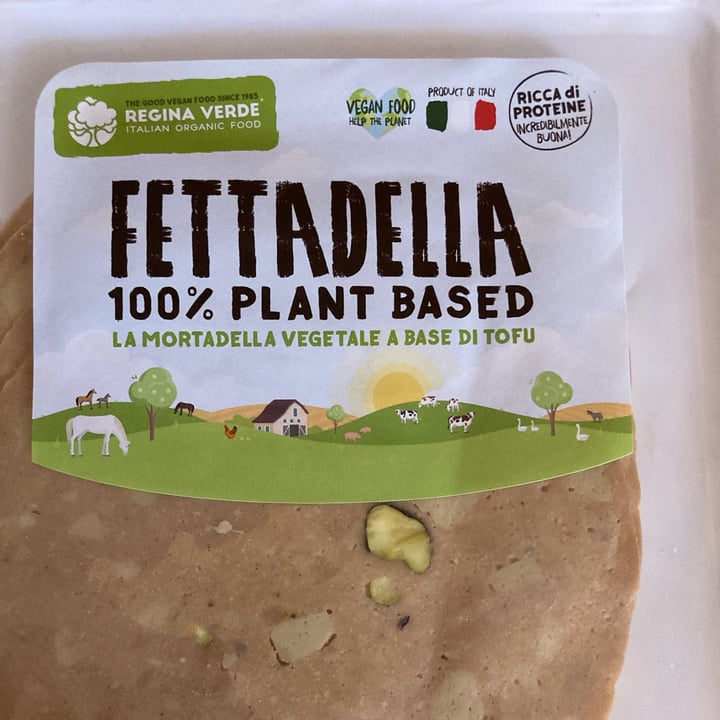 THE GOOD VEGAN FOOD SINCE 1985
REGINA VERDE
ITALIAN ORGANIC FOOD
VEGAN FOOD
HELP THE PLANET
PRODUCT OF ITALY
RICCA di
PROTEINE
INCREDIBILMENTE
BUONA!
FETTADELLA
100% PLANT BASED
LA MORTADELLA VEGETALE A BASE DI TOFU